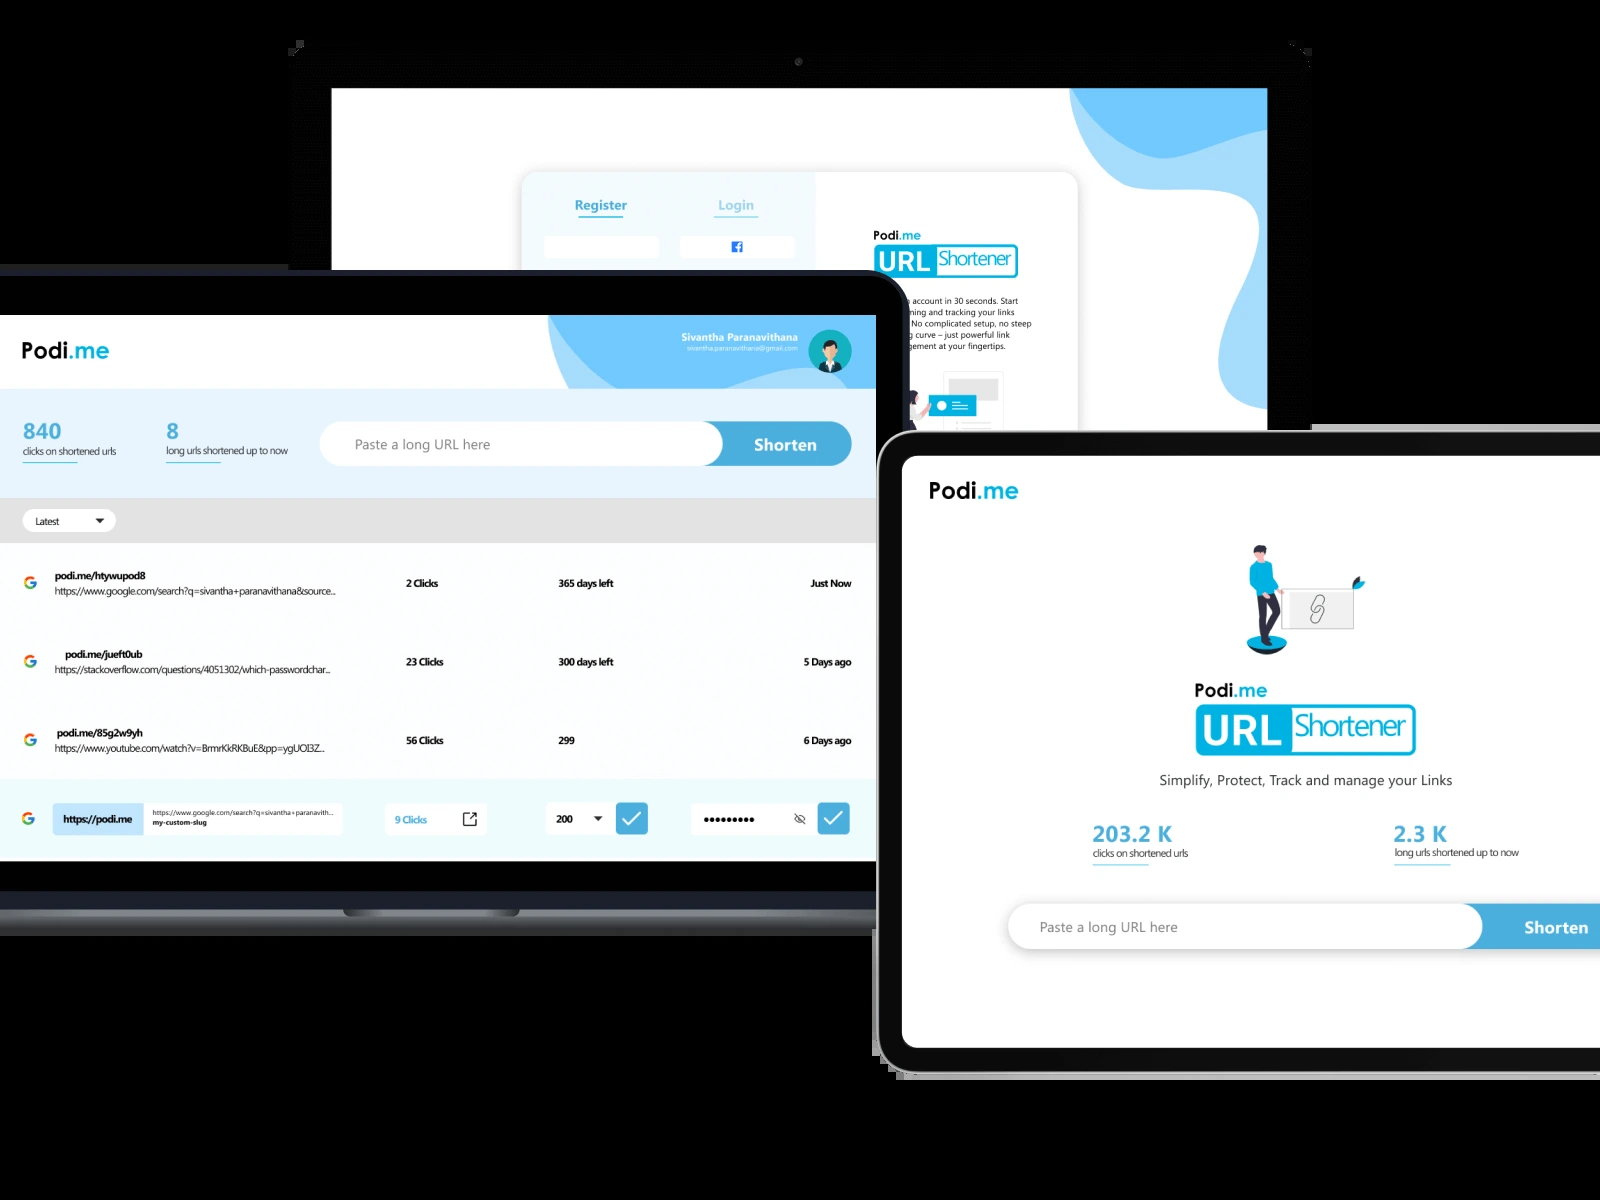 Register
Login
Podi.me
URL Shortener
account in 30 seconds. Start
ming and tracking your links
No complicated setup, no steep
curve – just powerful link
gement at your fingertips.
Podi.me
Sivantha Paranavithana
sivantha.paranavithana@gmail.com
840
clicks on shortened urls
8
long urls shortened up to now
Paste a long URL here
Shorten
Latest
podi.me/htywupod8
https://www.google.com/search?q=sivantha+paranavithana&source...
2 Clicks
365 days left
Just Now
podi.me/jueft0ub
https://stackoverflow.com/questions/4051302/which-passwordchar...
23 Clicks
300 days left
5 Days ago
podi.me/85g2w9yh
https://www.youtube.com/watch?v=BrmrKkRKBuE&pp=ygUOI3Z...
56 Clicks
299
6 Days ago
https://podi.me
https://www.google.com/search?q=sivantha+paranavith...
my-custom-slug
9 Clicks
200
Podi.me
Podi.me
URL Shortener
Simplify, Protect, Track and manage your Links
203.2 K
clicks on shortened urls
2.3 K
long urls shortened up to now
Paste a long URL here
Shorten